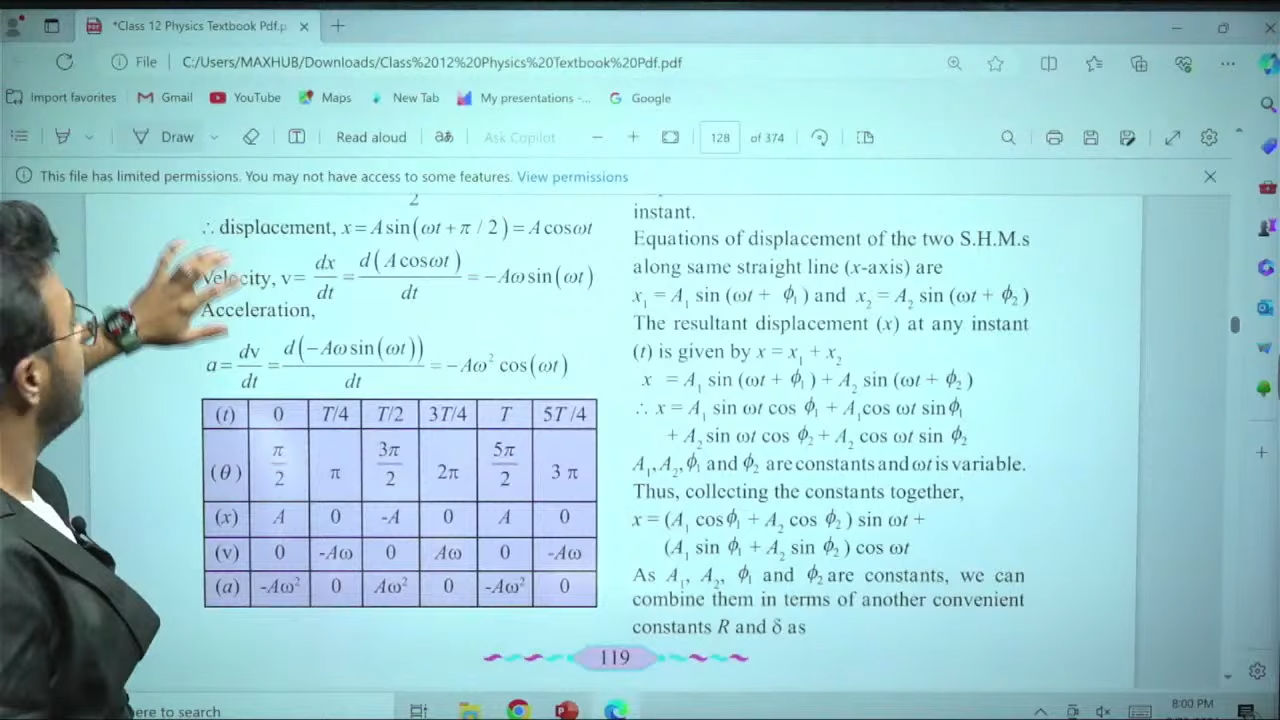 *Class 12 Physics Textbook Pdf.p
File
C:/Users/MAXHUB/Downloads/Class%2012%20Physics%20Textbook%20Pdf.pdf
Import favorites
Gmail
YouTube
Maps
New Tab
My presentations -...
Google
Draw
Read aloud
Ask Copilot
128
of 374
This file has limited permissions. You may not have access to some features. View permissions
2
∴ displacement, x = A sin(ωt + π / 2) = A cosωt
Velocity, v = dx/dt = d(A cosωt)/dt = −Aω sin(ωt)
Acceleration,
a = dv/dt = d(−Aω sin(ωt))/dt = −Aω² cos(ωt)
(t) 0 T/4 T/2 3T/4 T 5T/4
(θ) π/2 π 3π/2 2π 5π/2 3 π
(x) A 0 -A 0 A 0
(v) 0 -Aω 0 Aω 0 -Aω
(a) -Aω² 0 Aω² 0 -Aω² 0
instant.
Equations of displacement of the two S.H.M.s
along same straight line (x-axis) are
x₁ = A₁ sin (ωt + ϕ₁) and x₂ = A₂ sin (ωt + ϕ₂)
The resultant displacement (x) at any instant
(t) is given by x = x₁ + x₂
x = A₁ sin (ωt + ϕ₁) + A₂ sin (ωt + ϕ₂)
∴ x = A₁ sin ωt cos ϕ₁ + A₁cos ωt sinϕ₁
+ A₂ sin ωt cos ϕ₂ + A₂ cos ωt sin ϕ₂
A₁, A₂, ϕ₁ and ϕ₂ are constants and ωt is variable.
Thus, collecting the constants together,
x = (A₁ cosϕ₁ + A₂ cos ϕ₂) sin ωt +
(A₁ sin ϕ₁ + A₂ sin ϕ₂) cos ωt
As A₁, A₂, ϕ₁ and ϕ₂ are constants, we can
combine them in terms of another convenient
constants R and δ as
119
ere to search
8:00 PM